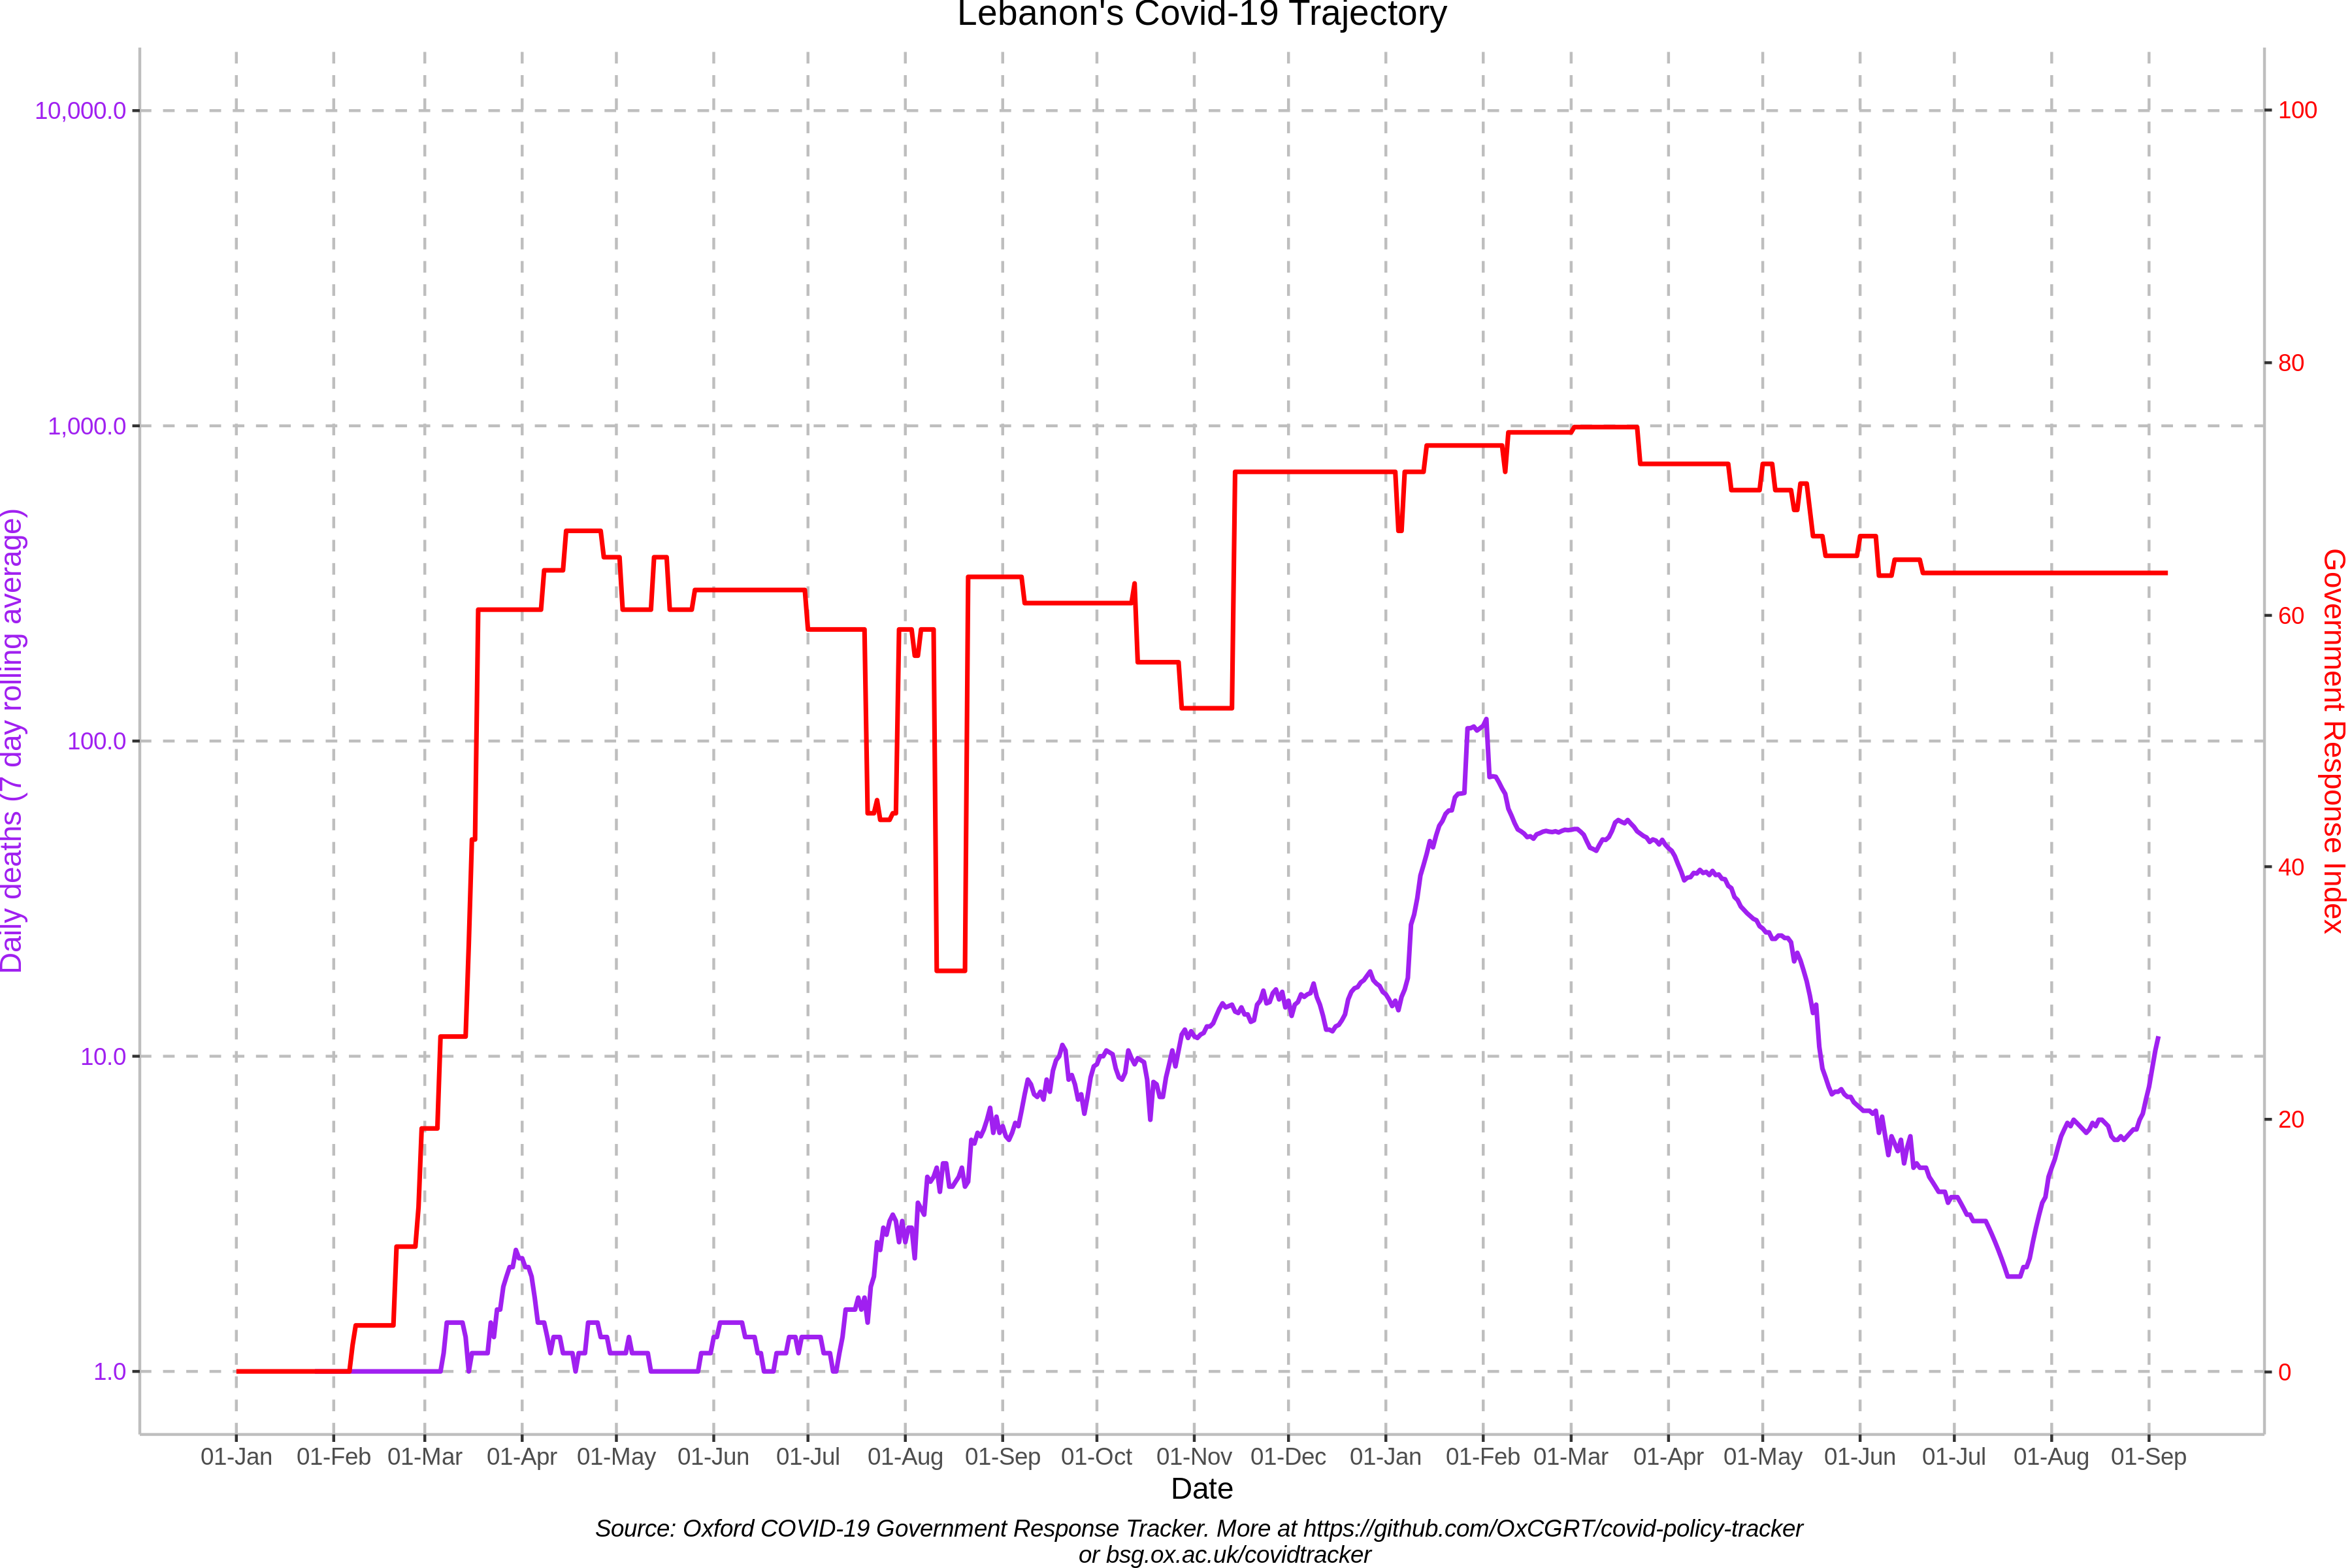 Lebanon's Covid-19 Trajectory
10,000.0
1,000.0
100.0
10.0
1.0
Daily deaths (7 day rolling average)
100
80
60
40
20
0
Government Response Index
01-Jan 01-Feb 01-Mar 01-Apr 01-May 01-Jun 01-Jul 01-Aug 01-Sep 01-Oct 01-Nov 01-Dec 01-Jan 01-Feb 01-Mar 01-Apr 01-May 01-Jun 01-Jul 01-Aug 01-Sep
Date
Source: Oxford COVID-19 Government Response Tracker. More at https://github.com/OxCGRT/covid-policy-tracker
or bsg.ox.ac.uk/covidtracker